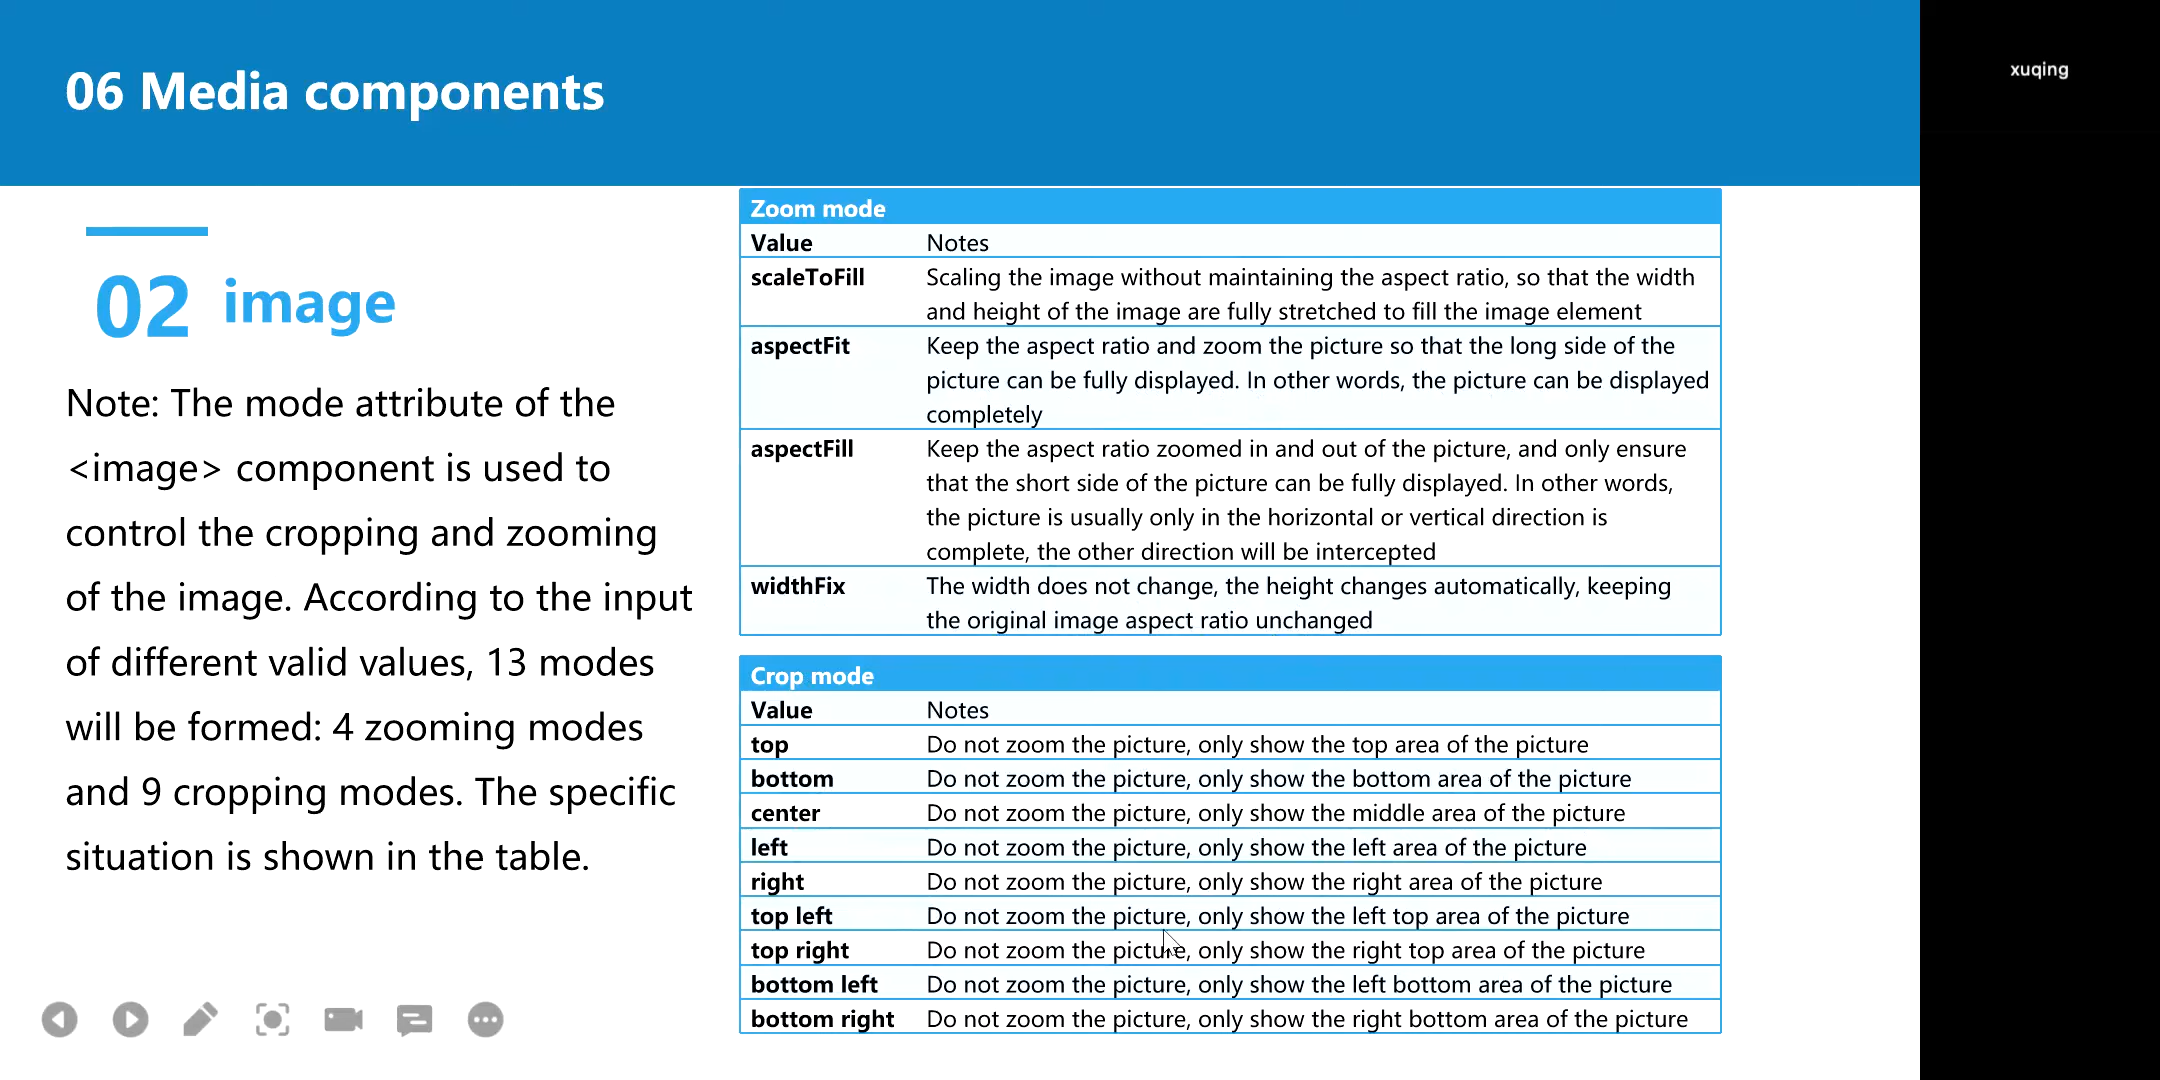 06 Media components
xuqing
02 image
Note: The mode attribute of the
<image> component is used to
control the cropping and zooming
of the image. According to the input
of different valid values, 13 modes
will be formed: 4 zooming modes
and 9 cropping modes. The specific
situation is shown in the table.
Zoom mode
Value Notes
scaleToFill Scaling the image without maintaining the aspect ratio, so that the width
and height of the image are fully stretched to fill the image element
aspectFit Keep the aspect ratio and zoom the picture so that the long side of the
picture can be fully displayed. In other words, the picture can be displayed
completely
aspectFill Keep the aspect ratio zoomed in and out of the picture, and only ensure
that the short side of the picture can be fully displayed. In other words,
the picture is usually only in the horizontal or vertical direction is
complete, the other direction will be intercepted
widthFix The width does not change, the height changes automatically, keeping
the original image aspect ratio unchanged
Crop mode
Value Notes
top Do not zoom the picture, only show the top area of the picture
bottom Do not zoom the picture, only show the bottom area of the picture
center Do not zoom the picture, only show the middle area of the picture
left Do not zoom the picture, only show the left area of the picture
right Do not zoom the picture, only show the right area of the picture
top left Do not zoom the picture, only show the left top area of the picture
top right Do not zoom the picture, only show the right top area of the picture
bottom left Do not zoom the picture, only show the left bottom area of the picture
bottom right Do not zoom the picture, only show the right bottom area of the picture